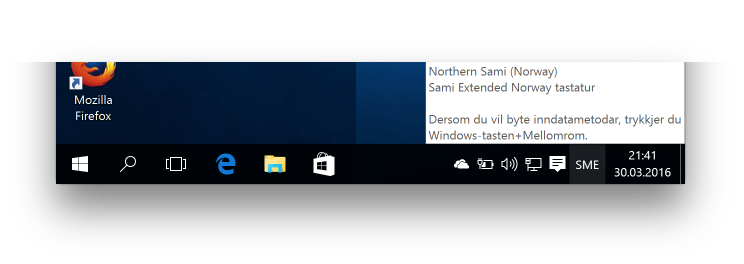 Northern Sami (Norway)
Sami Extended Norway tastatur
Dersom du vil byte inndatametodar, trykkjer du
Windows-tasten+Mellomrom.
Mozilla
Firefox
SME
21:41
30.03.2016